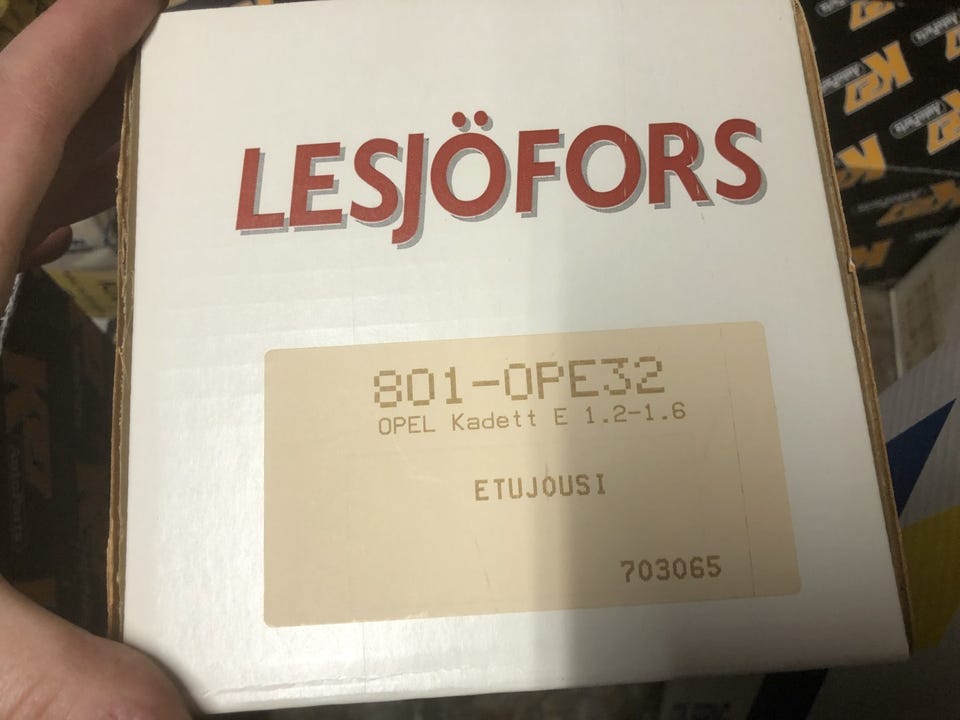 LESJÖFORS
801-OPE32
OPEL Kadett E 1.2-1.6
ETUJOUSI
703065